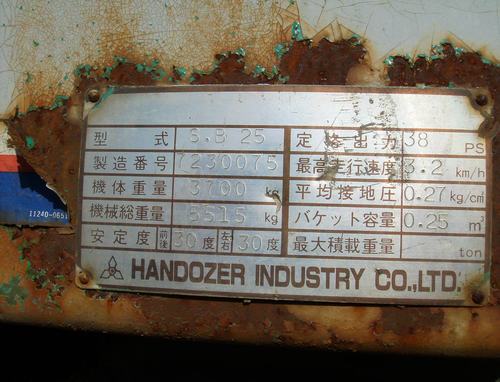 型式 S.B 25 定格出力 38 PS
製造番号 7230075 最高走行速度 3.2 km/h
機体重量 3700 kg 平均接地圧 0.27 kg/cm
機械総重量 5515 kg バケット容量 0.25 m³
安定度 前後 30度 左右 30度 最大積載重量 ton
HANDOZER INDUSTRY CO.,LTD.
11240-0651